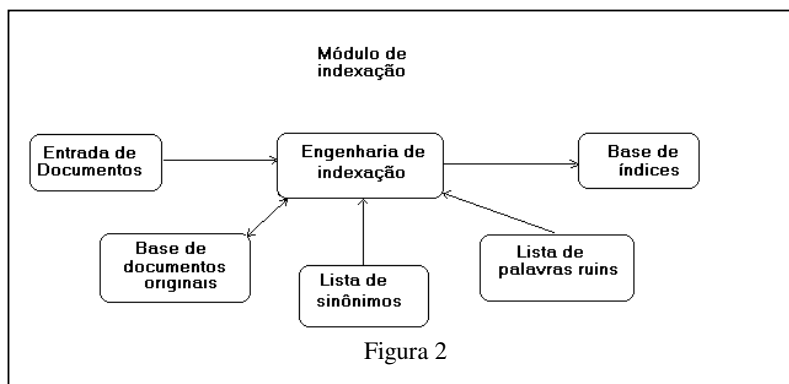 Módulo de
indexação
Entrada de
Documentos
Engenharia de
indexação
Base de
índices
Base de
documentos
originais
Lista de
sinônimos
Lista de
palavras ruins
Figura 2